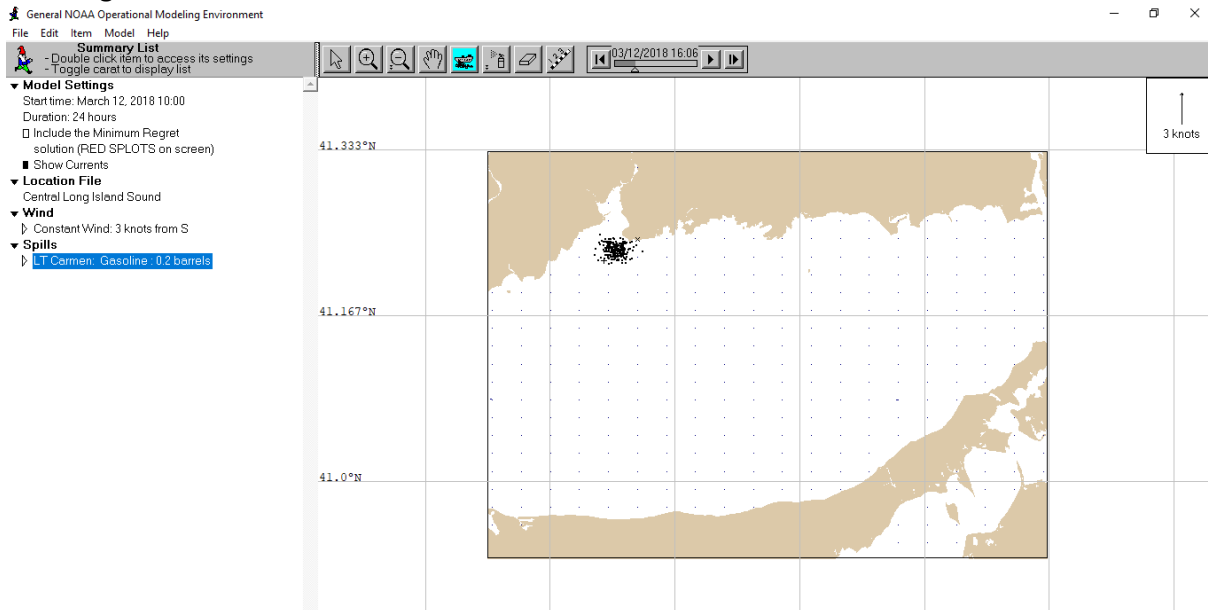 General NOAA Operational Modeling Environment
File Edit Item Model Help
Summary List
- Double click item to access its settings
- Toggle carat to display list
03/12/2018 16:06
Model Settings
Start time: March 12, 2018 10:00
Duration: 24 hours
Include the Minimum Regret
solution (RED SPLOTS on screen)
Show Currents
Location File
Central Long Island Sound
Wind
Constant Wind: 3 knots from S
Spills
LT Carmen: Gasoline : 0.2 barrels
3 knots
41.333°N
41.167°N
41.0°N